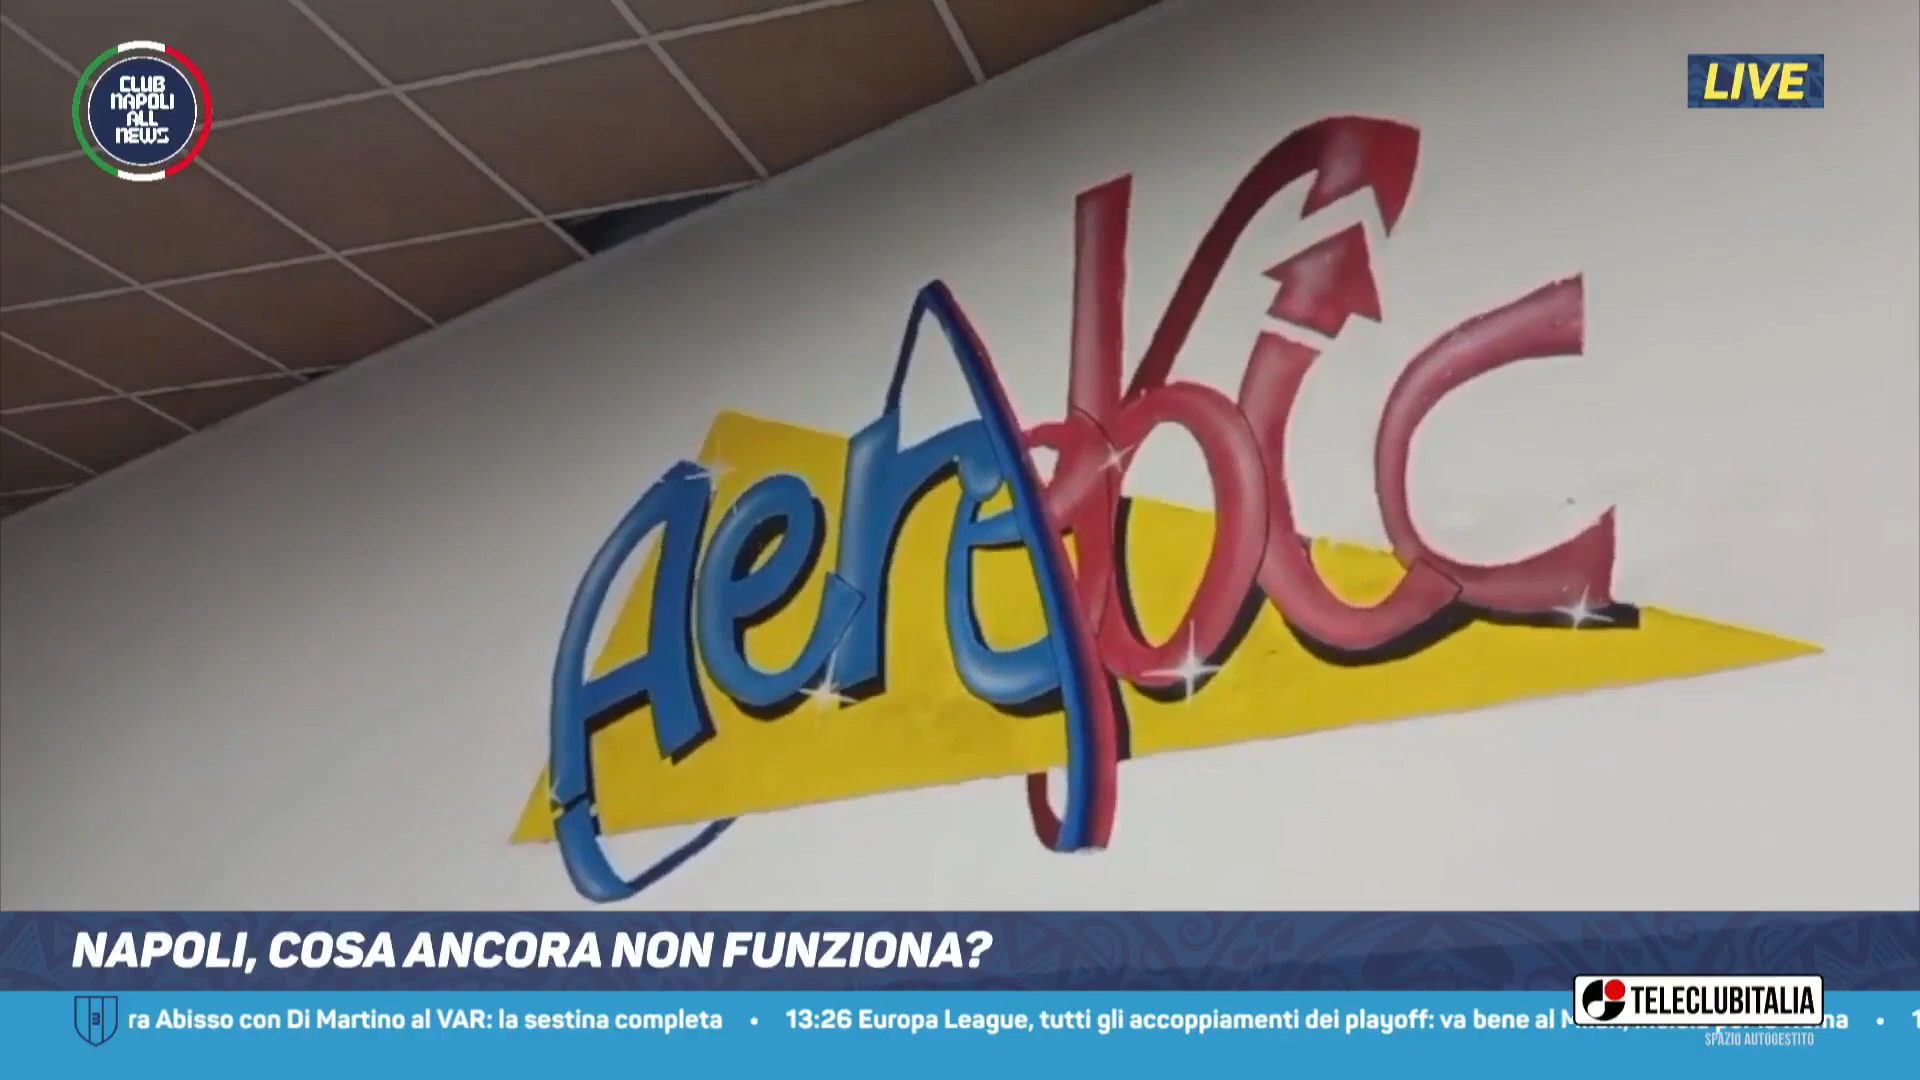 CLUB
NAPOLI
ALL
NEWS
LIVE
Aerobic
NAPOLI, COSA ANCORA NON FUNZIONA?
ra Abisso con Di Martino al VAR: la sestina completa • 13:26 Europa League, tutti gli accoppiamenti dei playoff: va bene al
TELECLUBITALIA
SPAZIO AUTOGESTITO